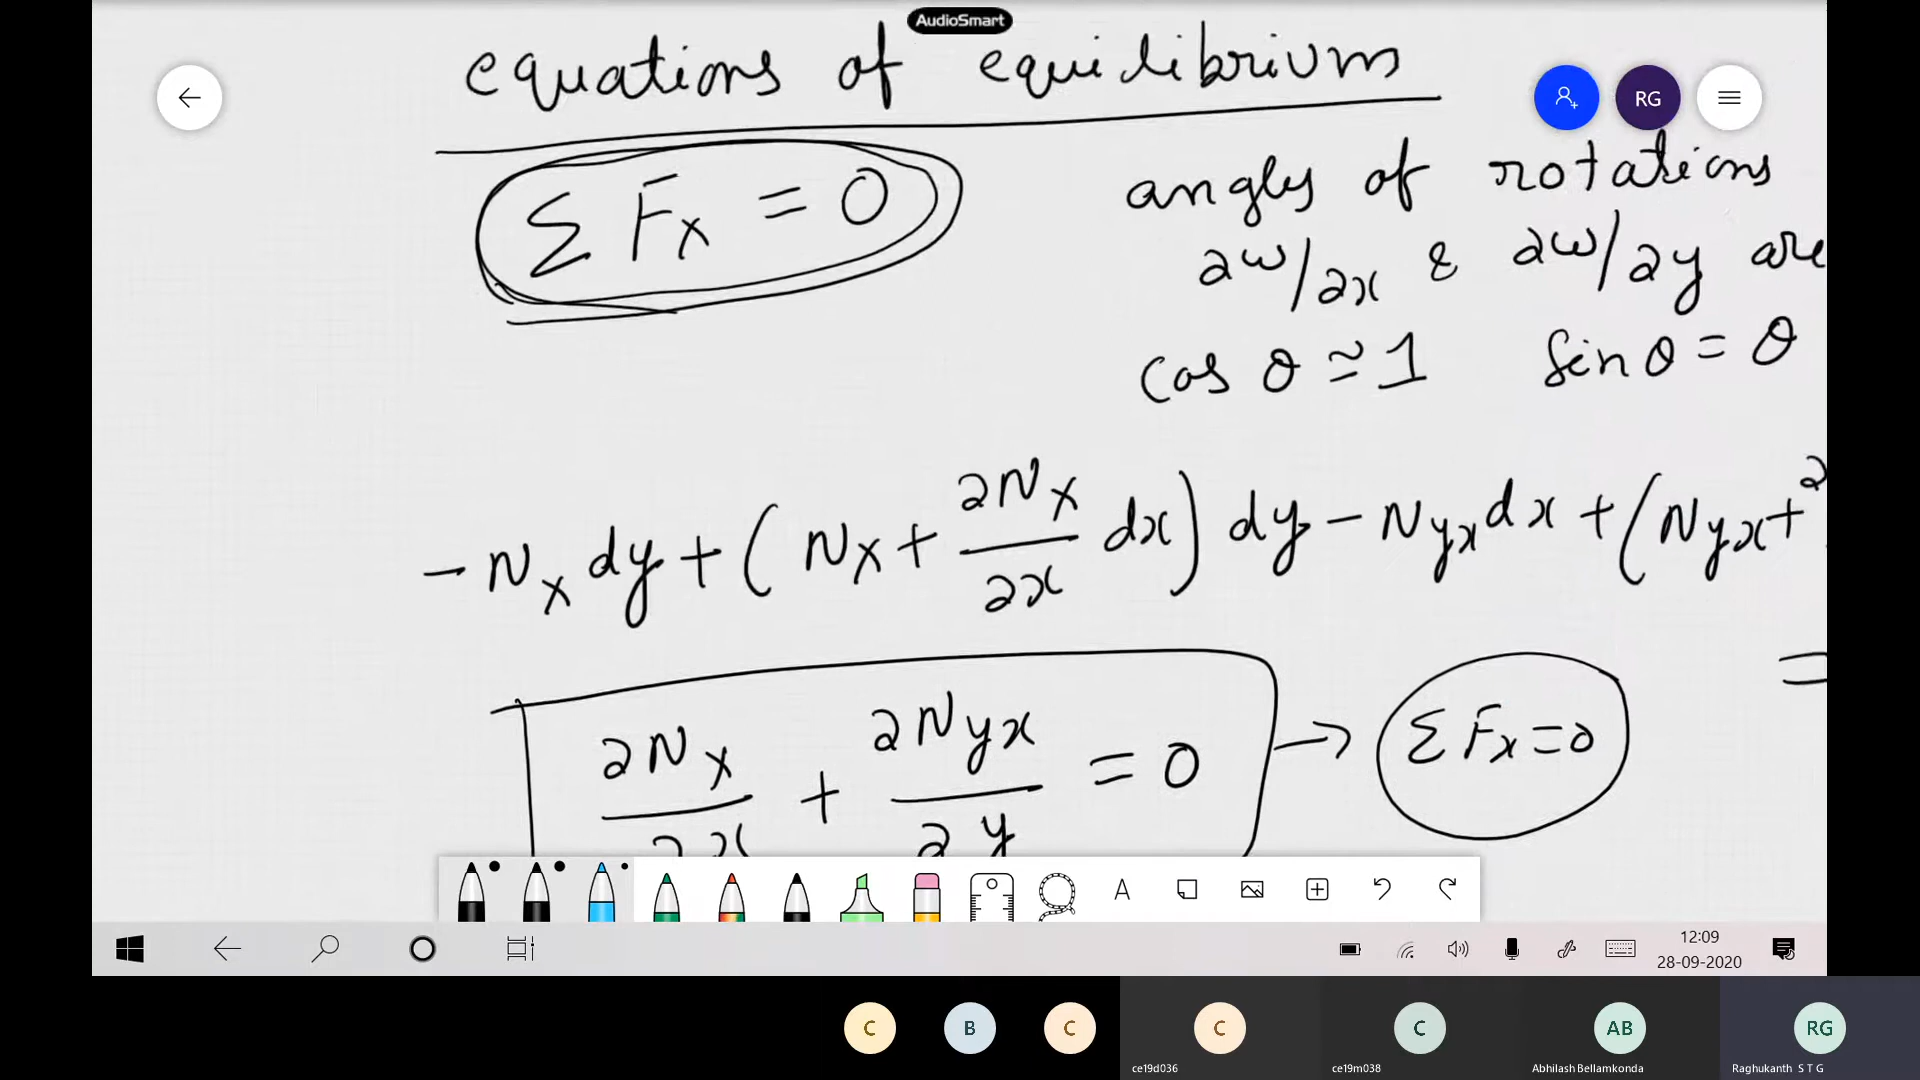 AudioSmart
equations of equilibrium
RG
Σ Fx = 0
angles of rotations
∂w/∂x & ∂w/∂y are
cos θ ≃ 1 sin θ = θ
- Nx dy + ( Nx + ∂Nx/∂x dx ) dy - Nyx dx + ( Nyx + ∂
=
∂Nx/∂x + ∂Nyx/∂y = 0 → Σ Fx = 0
A
12:09
28-09-2020
C B C C C AB RG
ce19d036 ce19m038 Abhilash Bellamkonda Raghukanth S T G